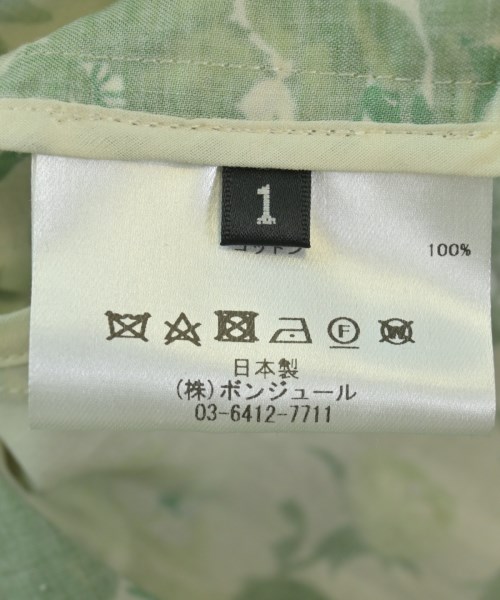 1
コットン 100%
F W
日本製
(株)ボンジュール
03-6412-7711